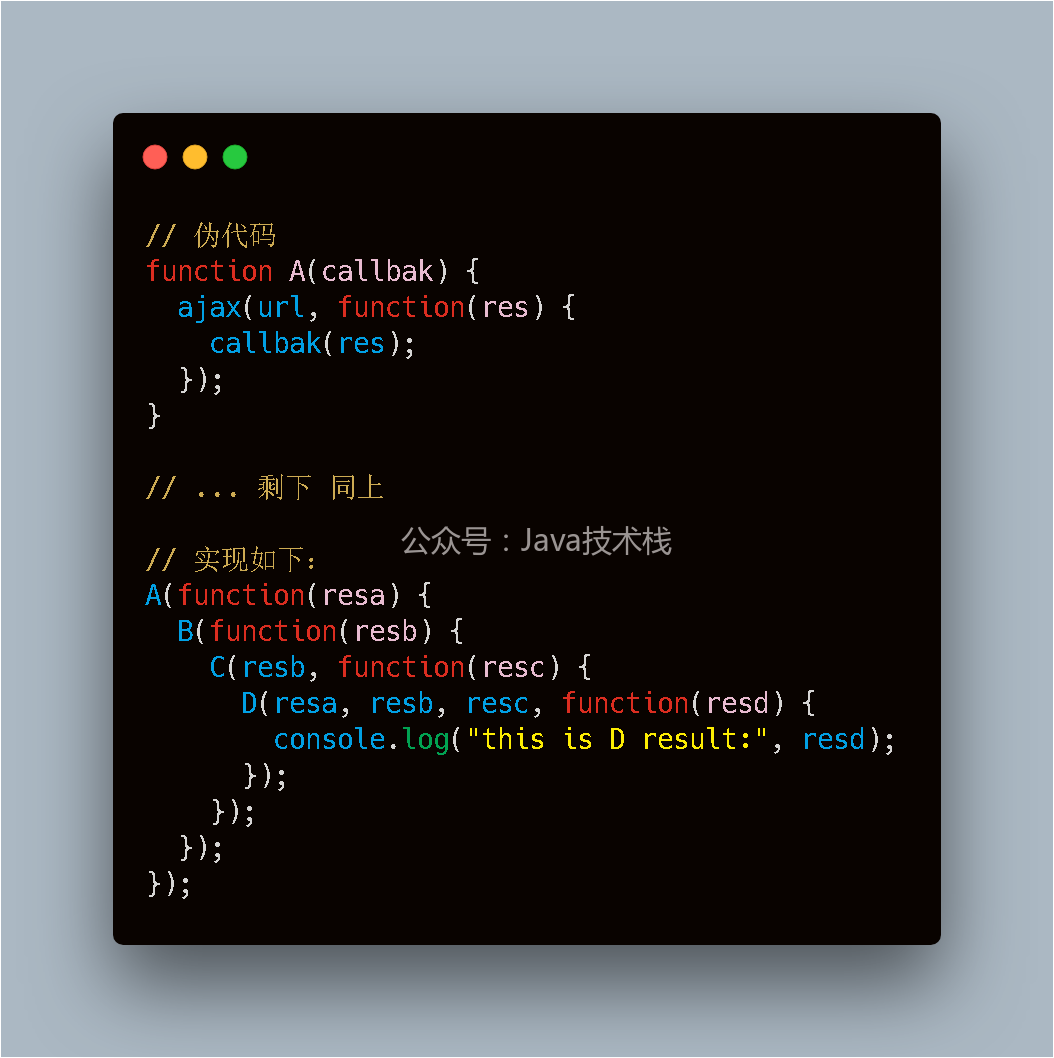 // 伪代码
function A(callbak) {
  ajax(url, function(res) {
    callbak(res);
  });
}
// ... 剩下 同上
公众号：Java技术栈
// 实现如下：
A(function(resa) {
  B(function(resb) {
    C(resb, function(resc) {
      D(resa, resb, resc, function(resd) {
        console.log("this is D result:", resd);
      });
    });
  });
});